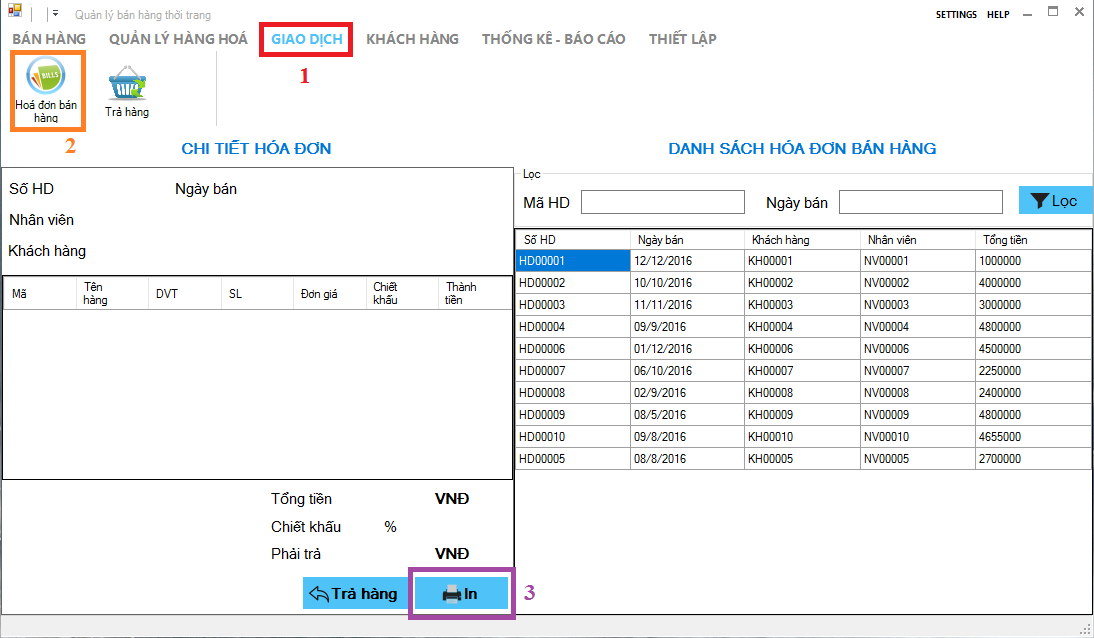 Quản lý bán hàng thời trang
SETTINGS HELP
BÁN HÀNG QUẢN LÝ HÀNG HOÁ GIAO DỊCH KHÁCH HÀNG THỐNG KÊ - BÁO CÁO THIẾT LẬP
1
BILLS
Hoá đơn bán
hàng
Trả hàng
2
CHI TIẾT HÓA ĐƠN
Số HD Ngày bán
Nhân viên
Khách hàng
Mã Tên hàng DVT SL Đơn giá Chiết khấu Thành tiền
Tổng tiền VNĐ
Chiết khấu %
Phải trả VNĐ
Trả hàng In 3
DANH SÁCH HÓA ĐƠN BÁN HÀNG
Lọc
Mã HD Ngày bán Lọc
Số HD Ngày bán Khách hàng Nhân viên Tổng tiền
HD00001 12/12/2016 KH00001 NV00001 1000000
HD00002 10/10/2016 KH00002 NV00002 4000000
HD00003 11/11/2016 KH00003 NV00003 3000000
HD00004 09/9/2016 KH00004 NV00004 4800000
HD00006 01/12/2016 KH00006 NV00006 4500000
HD00007 06/10/2016 KH00007 NV00007 2250000
HD00008 02/9/2016 KH00008 NV00008 2400000
HD00009 08/5/2016 KH00009 NV00009 4800000
HD00010 09/8/2016 KH00010 NV00010 4655000
HD00005 08/8/2016 KH00005 NV00005 2700000